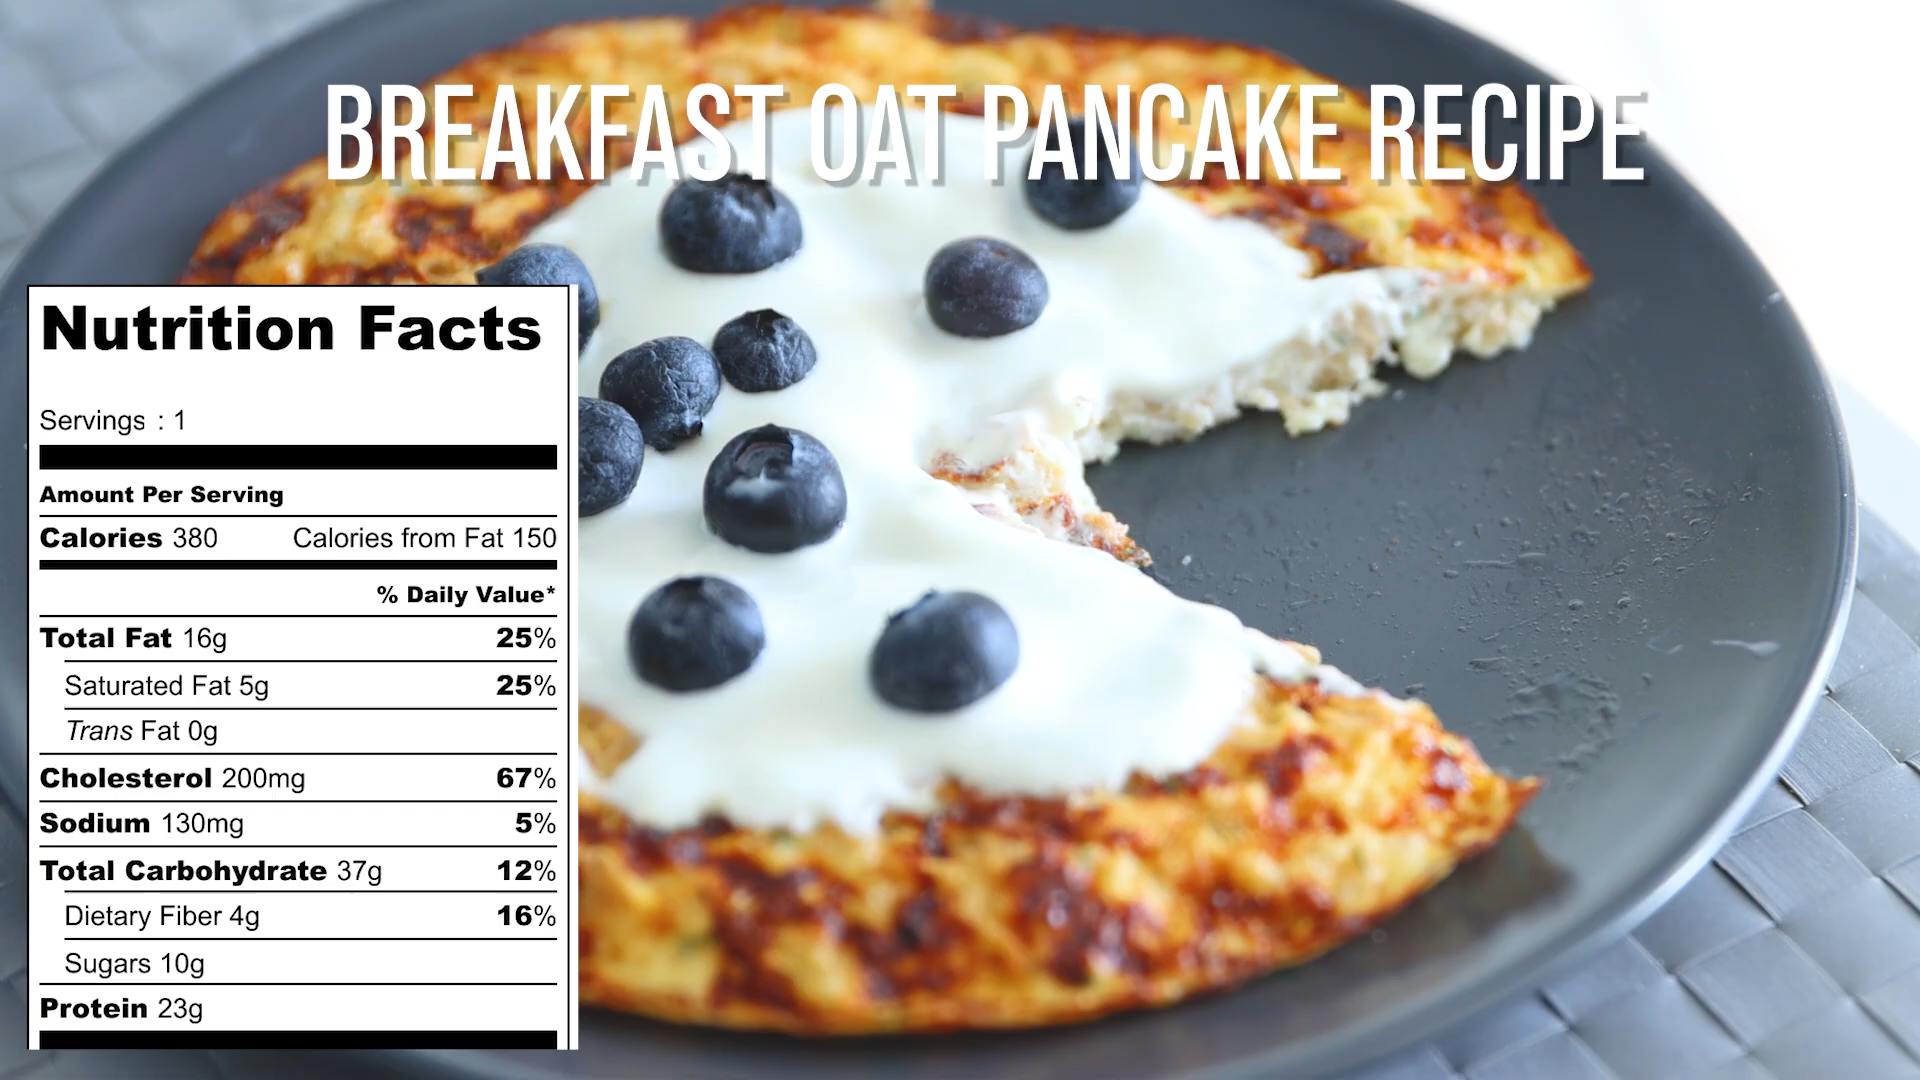 BREAKFAST OAT PANCAKE RECIPE
Nutrition Facts
Servings : 1
Amount Per Serving
Calories 380 Calories from Fat 150
% Daily Value*
Total Fat 16g 25%
Saturated Fat 5g 25%
Trans Fat 0g
Cholesterol 200mg 67%
Sodium 130mg 5%
Total Carbohydrate 37g 12%
Dietary Fiber 4g 16%
Sugars 10g
Protein 23g